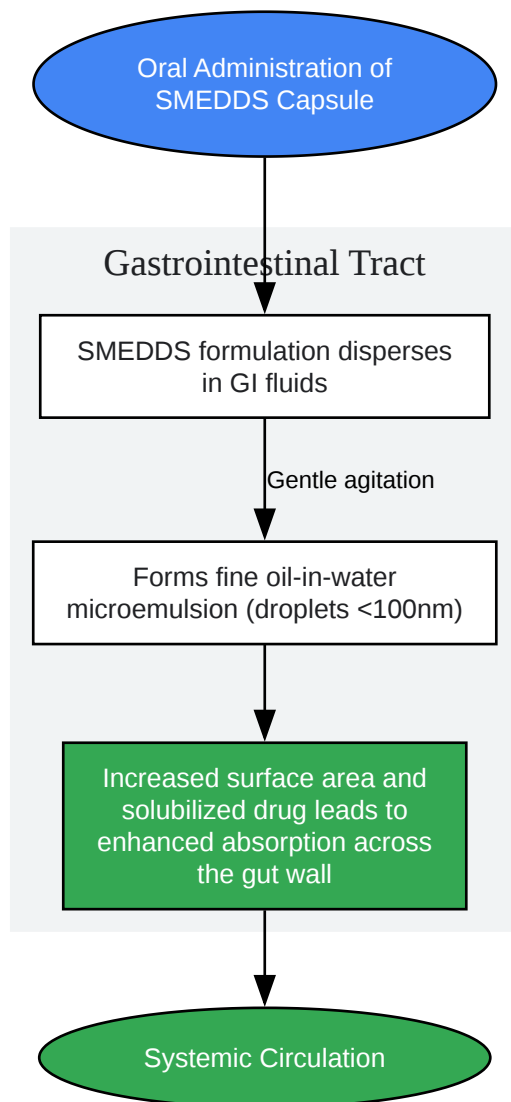 Oral Administration of
SMEDDS Capsule
Gastrointestinal Tract
SMEDDS formulation disperses
in GI fluids
Gentle agitation
Forms fine oil-in-water
microemulsion (droplets <100nm)
Increased surface area and
solubilized drug leads to
enhanced absorption across
the gut wall
Systemic Circulation